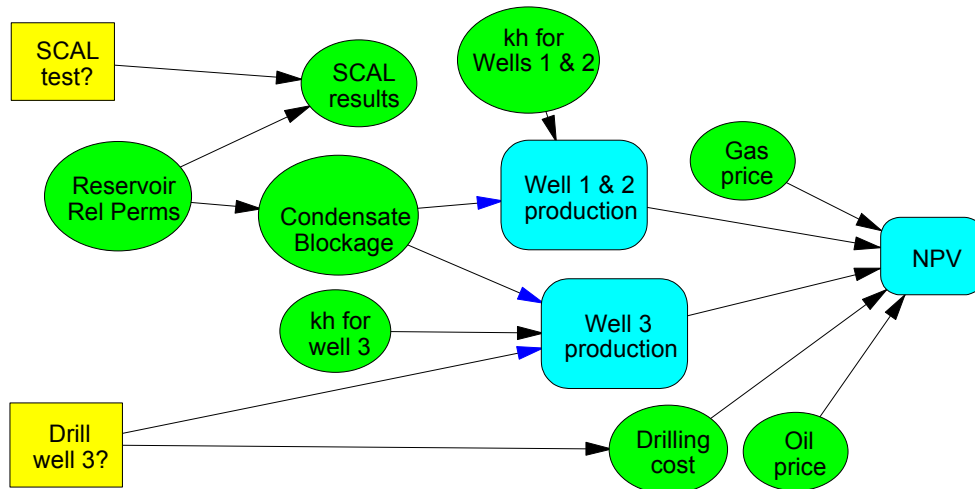 SCAL
test?
SCAL
results
kh for
Wells 1 & 2
Reservoir
Rel Perms
Condensate
Blockage
Well 1 & 2
production
Gas
price
NPV
kh for
well 3
Well 3
production
Drill
well 3?
Drilling
cost
Oil
price